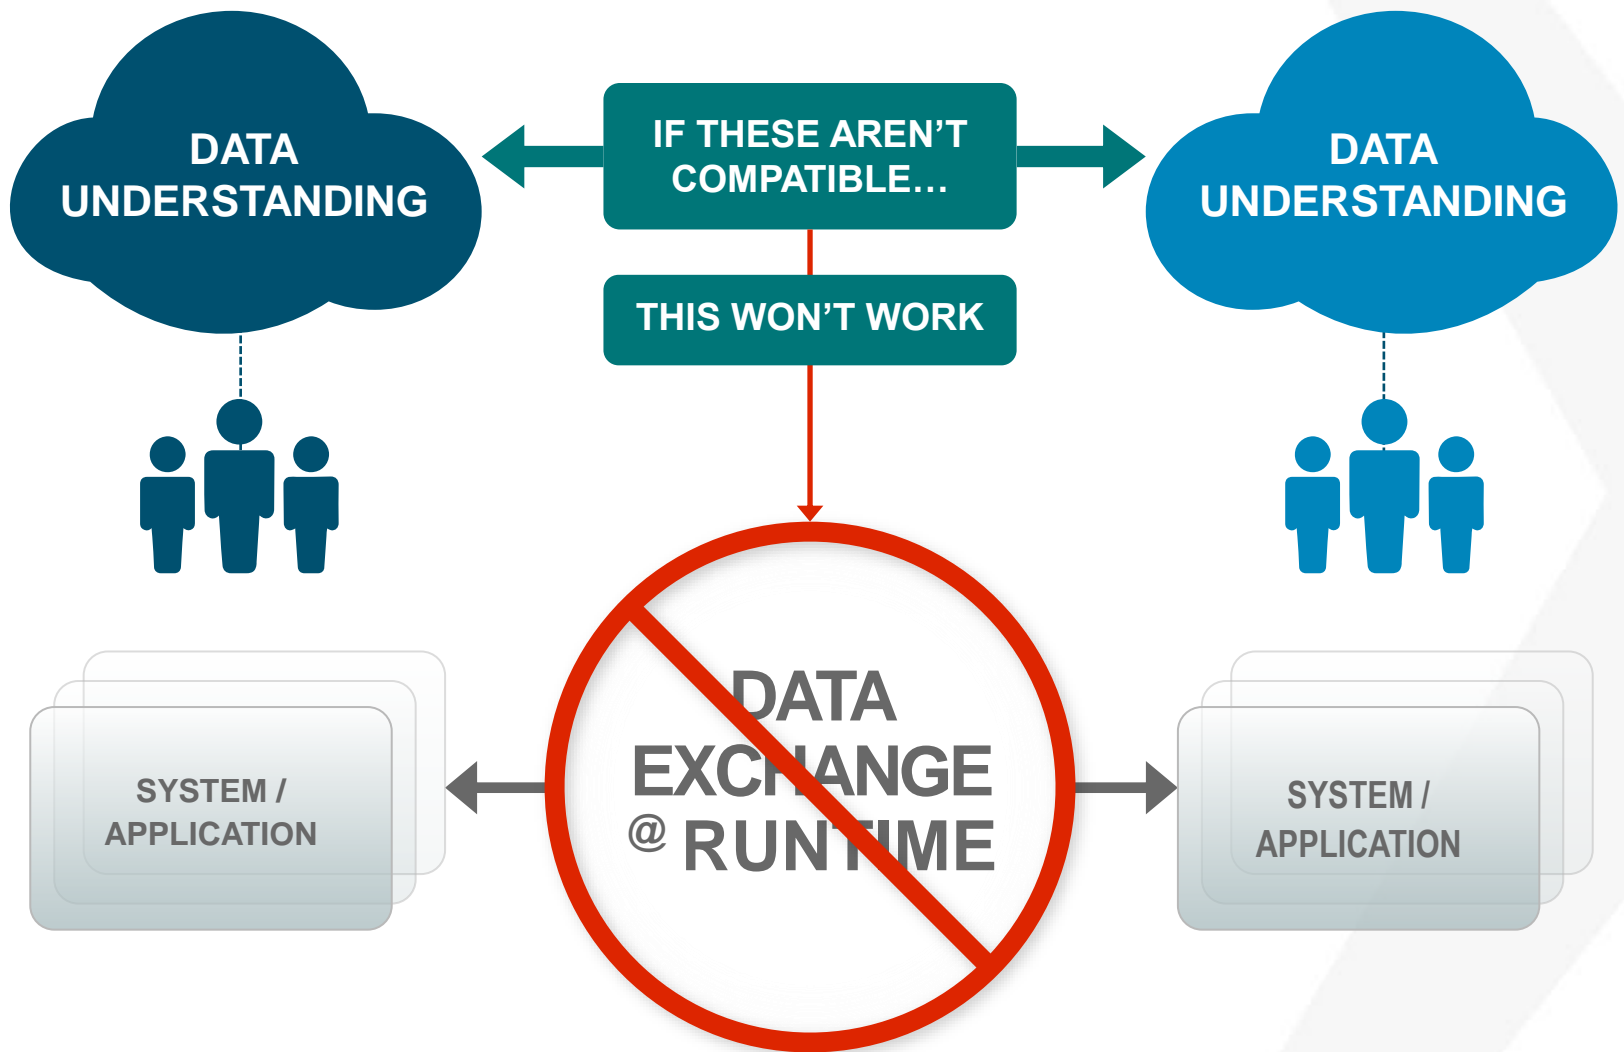 DATA
UNDERSTANDING
IF THESE AREN’T
COMPATIBLE…
DATA
UNDERSTANDING
THIS WON’T WORK
DATA
EXCHANGE
@ RUNTIME
SYSTEM /
APPLICATION
SYSTEM /
APPLICATION